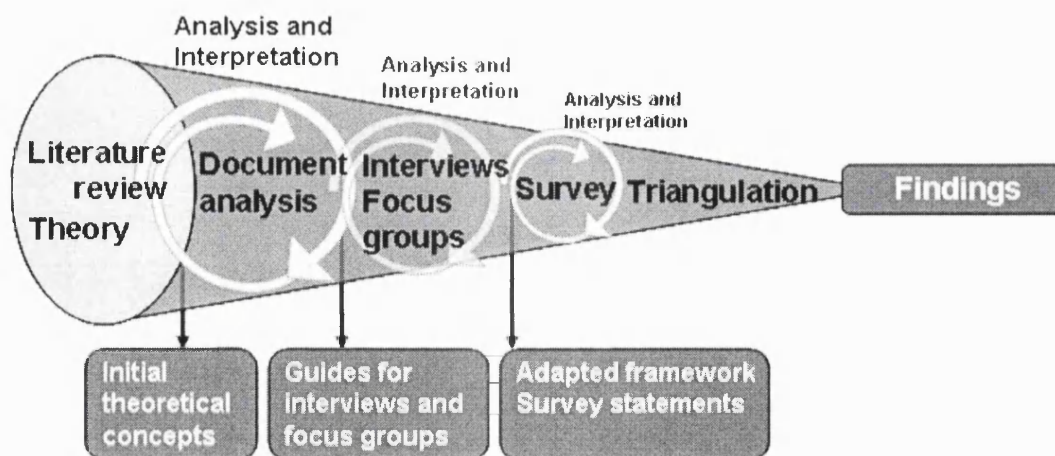 Analysis and
Interpretation
Analysis and
Interpretation
Analysis and
Interpretation
Literature
review
Theory
Document
analysis
Interviews
Focus
groups
Survey
Triangulation
Findings
Initial
theoretical
concepts
Guides for
interviews and
focus groups
Adapted framework
Survey statements